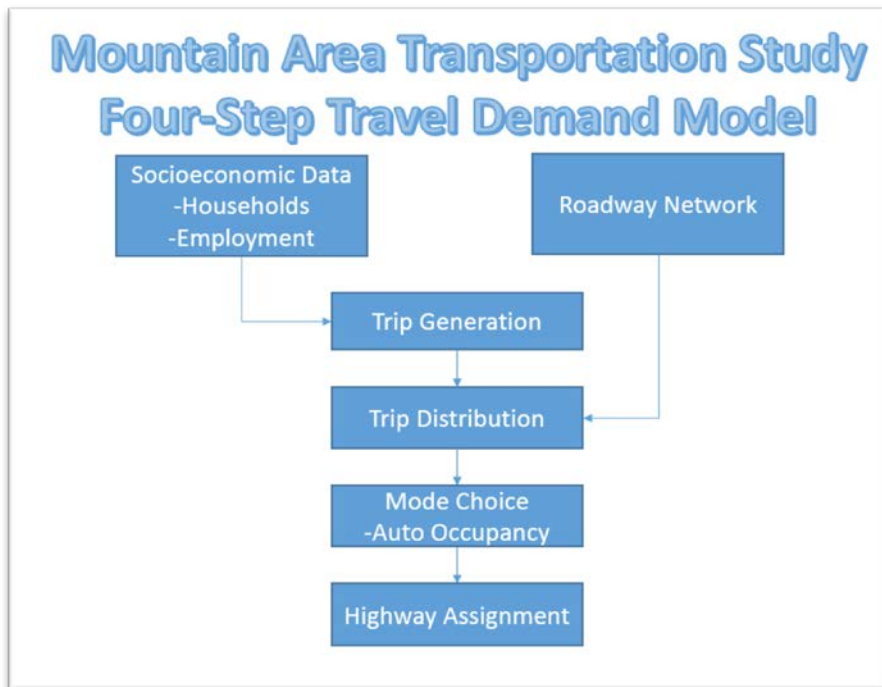 Mountain Area Transportation Study
Four-Step Travel Demand Model
Socioeconomic Data
-Households
-Employment
Roadway Network
Trip Generation
Trip Distribution
Mode Choice
-Auto Occupancy
Highway Assignment